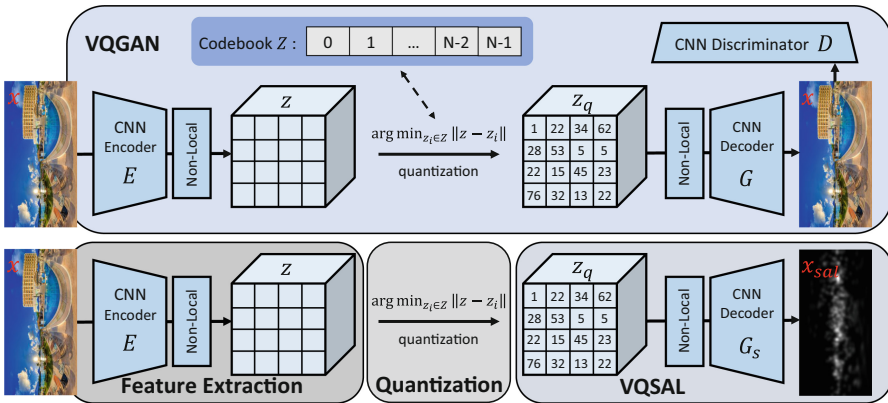 VQGAN
Codebook Z :
0 1 ... N-2 N-1
CNN Discriminator D
x
CNN
Encoder
E
Non-Local
Z
arg min_{z_i∈Z} ‖z − z_i‖
quantization
Z_q
1 22 34 62
28 53 5 5
22 15 45 23
76 32 13 22
Non-Local
CNN
Decoder
G
x
x
CNN
Encoder
E
Non-Local
Z
Feature Extraction
arg min_{z_i∈Z} ‖z − z_i‖
quantization
Quantization
Z_q
1 22 34 62
28 53 5 5
22 15 45 23
76 32 13 22
Non-Local
CNN
Decoder
G_s
x_{sal}
VQSAL